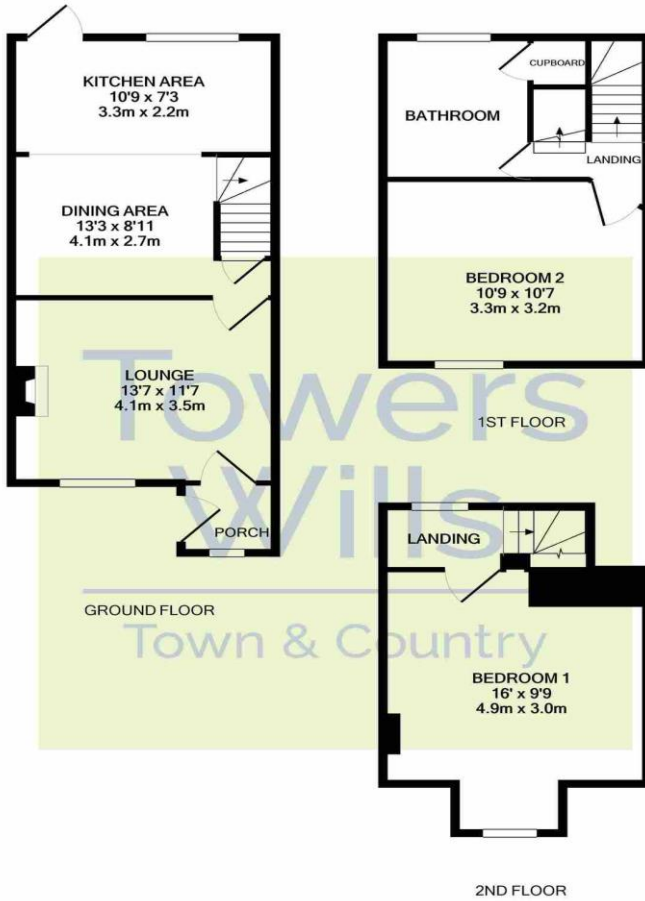 KITCHEN AREA
10'9 x 7'3
3.3m x 2.2m
DINING AREA
13'3 x 8'11
4.1m x 2.7m
LOUNGE
13'7 x 11'7
4.1m x 3.5m
PORCH
GROUND FLOOR
CUPBOARD
BATHROOM
LANDING
BEDROOM 2
10'9 x 10'7
3.3m x 3.2m
1ST FLOOR
LANDING
BEDROOM 1
16' x 9'9
4.9m x 3.0m
2ND FLOOR
Towers
Wills
Town & Country